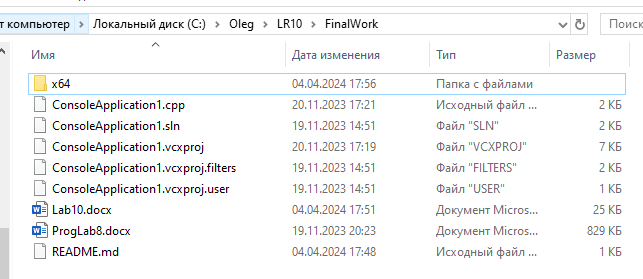 т компьютер > Локальный диск (C:) > Oleg > LR10 > FinalWork
Поиск
Имя Дата изменения Тип Размер
x64 04.04.2024 17:56 Папка с файлами
ConsoleApplication1.cpp 20.11.2023 17:21 Исходный файл ... 2 КБ
ConsoleApplication1.sln 19.11.2023 14:51 Файл "SLN" 2 КБ
ConsoleApplication1.vcxproj 20.11.2023 17:19 Файл "VCXPROJ" 7 КБ
ConsoleApplication1.vcxproj.filters 19.11.2023 14:51 Файл "FILTERS" 2 КБ
ConsoleApplication1.vcxproj.user 19.11.2023 14:51 Файл "USER" 1 КБ
Lab10.docx 04.04.2024 17:51 Документ Micros... 25 КБ
ProgLab8.docx 19.11.2023 20:23 Документ Micros... 829 КБ
README.md 04.04.2024 17:48 Исходный файл ... 1 КБ